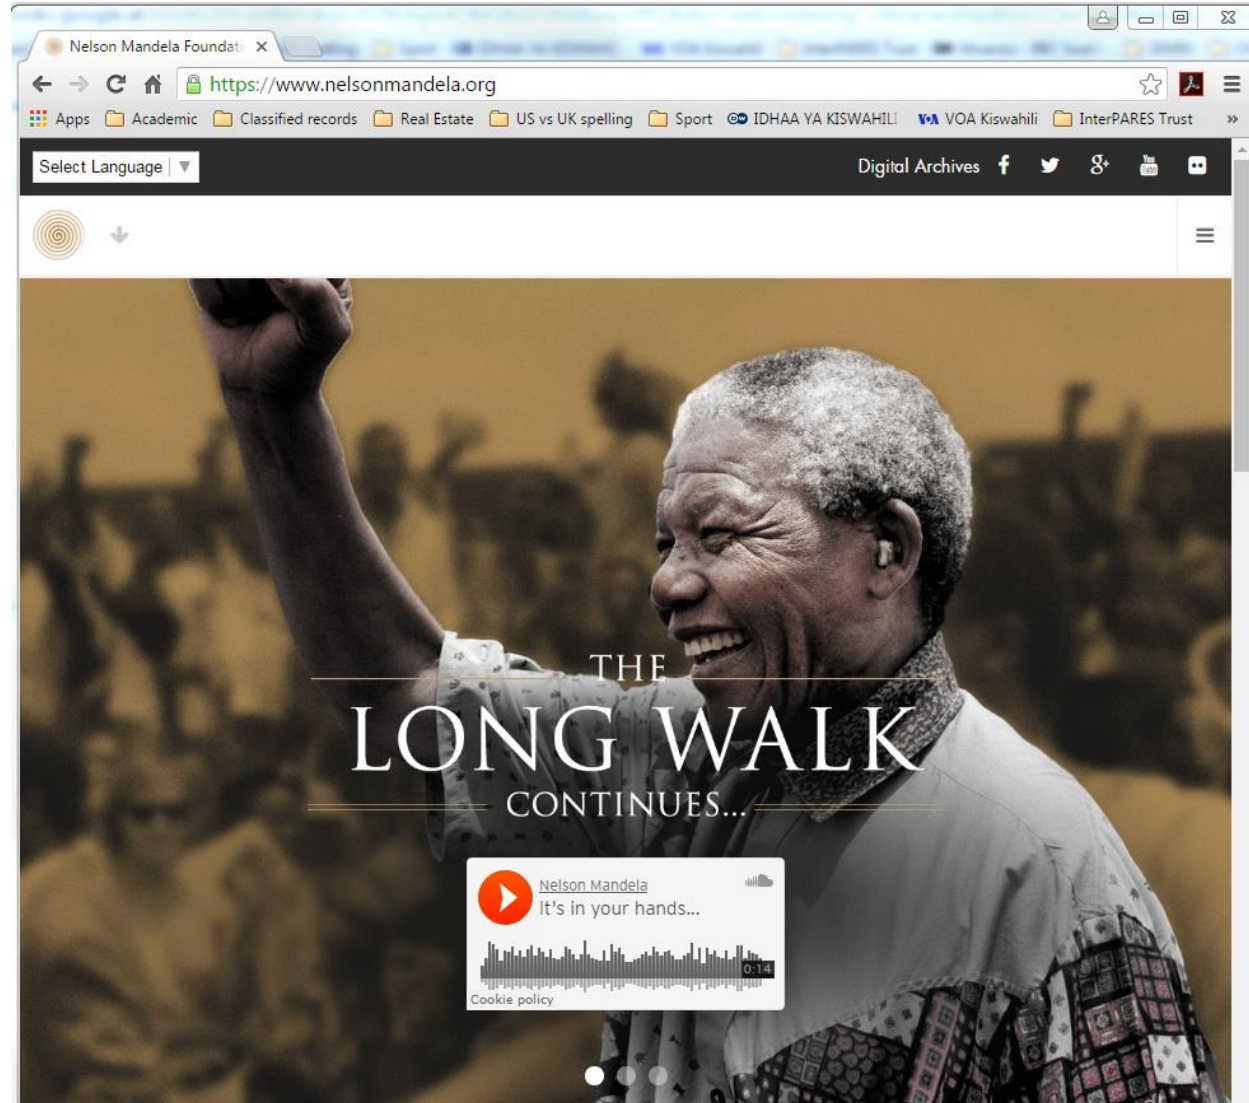 Nelson Mandela Foundati
https://www.nelsonmandela.org
Apps Academic Classified records Real Estate US vs UK spelling Sport IDHAA YA KISWAHILI VOA Kiswahili InterPARES Trust »
Select Language ▼
Digital Archives f g+ You Tube
THE
LONG WALK
CONTINUES...
Nelson Mandela
It's in your hands...
0:14
Cookie policy